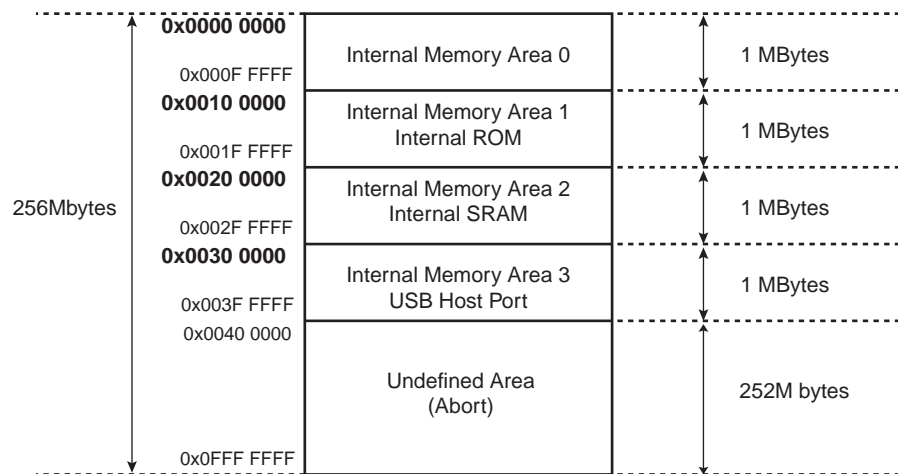 0x0000 0000
Internal Memory Area 0
1 MBytes
0x000F FFFF
0x0010 0000
Internal Memory Area 1
Internal ROM
1 MBytes
0x001F FFFF
0x0020 0000
Internal Memory Area 2
Internal SRAM
1 MBytes
256Mbytes
0x002F FFFF
0x0030 0000
Internal Memory Area 3
USB Host Port
1 MBytes
0x003F FFFF
0x0040 0000
Undefined Area
(Abort)
252M bytes
0x0FFF FFFF